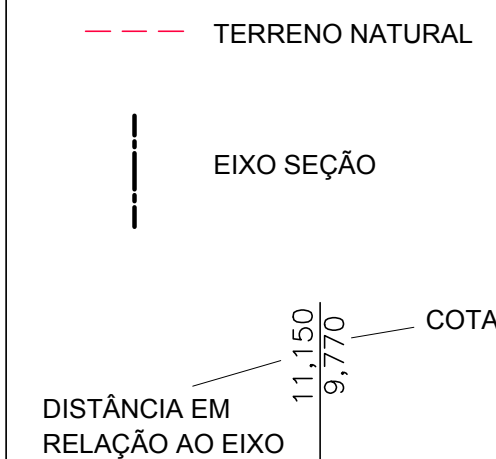 TERRENO NATURAL
EIXO SEÇÃO
11,150
9,770
COTA
DISTÂNCIA EM
RELAÇÃO AO EIXO